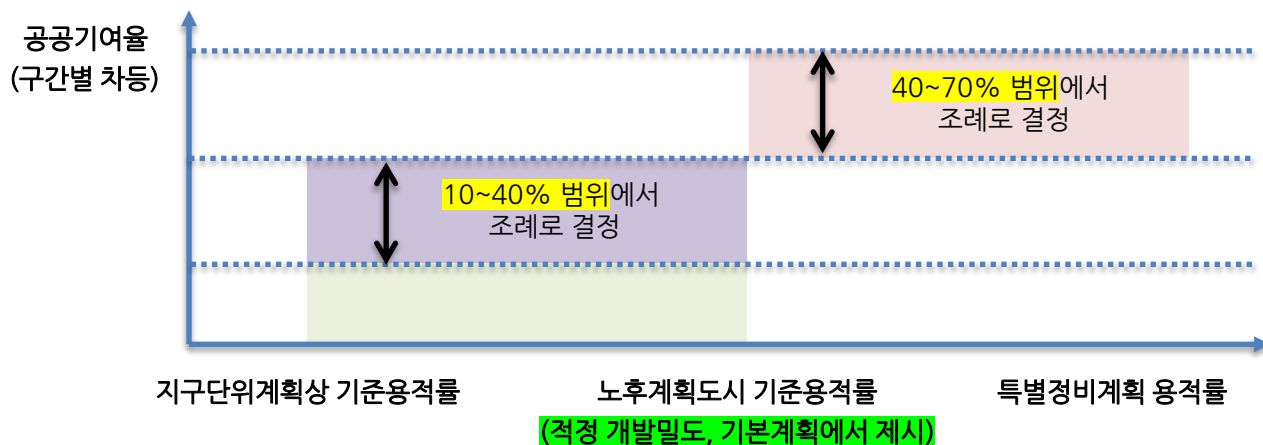 공공기여율
(구간별 차등)
40~70% 범위에서
조례로 결정
10~40% 범위에서
조례로 결정
지구단위계획상 기준용적률
노후계획도시 기준용적률
(적정 개발밀도, 기본계획에서 제시)
특별정비계획 용적률